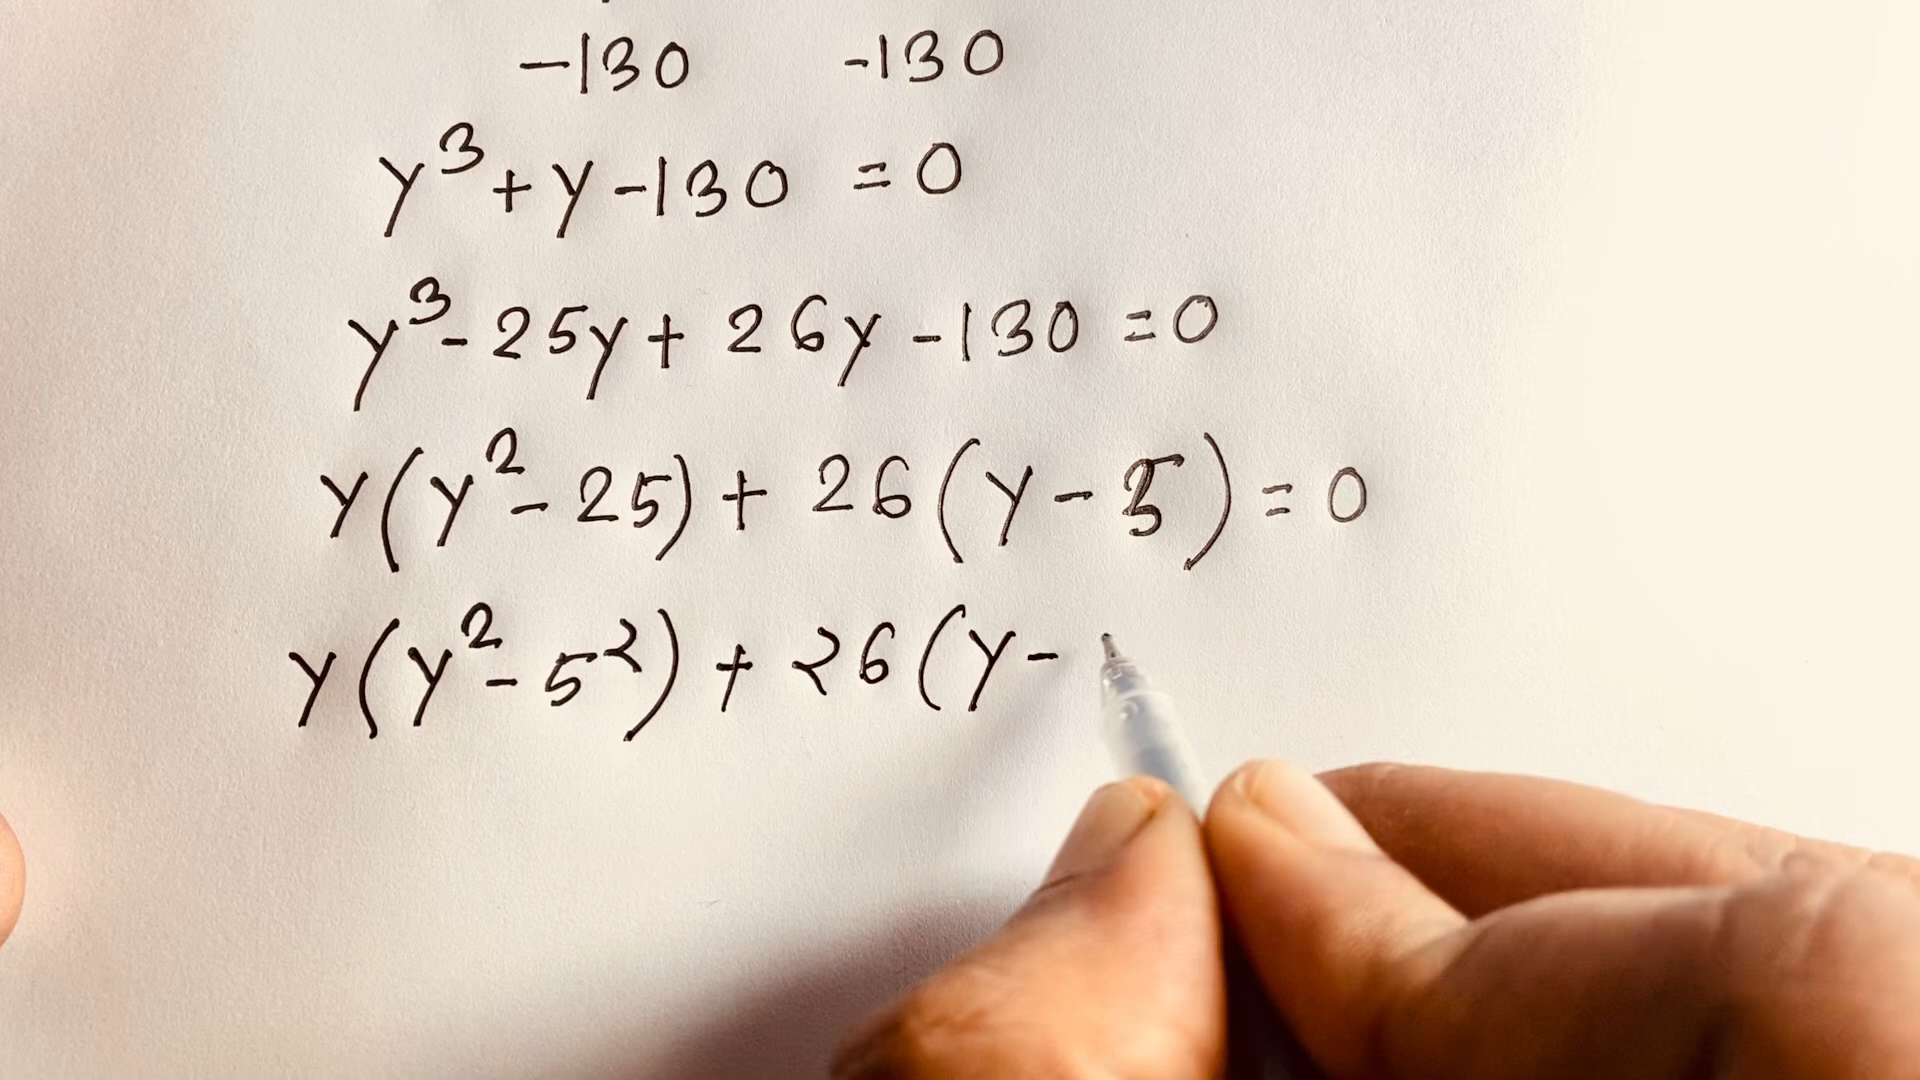 -130 -130
y³+y-130 =0
y³-25y+ 26y -130 =0
y(y²-25)+ 26(y-5)=0
y(y²-5²) + 26(y-